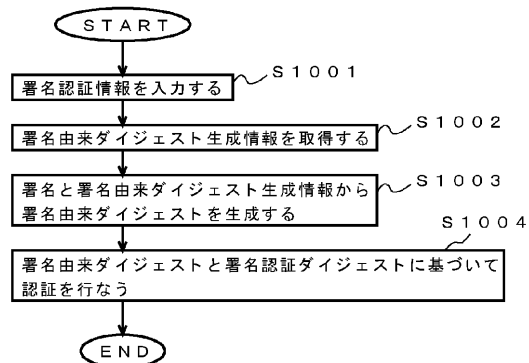 ＳＴＡＲＴ
署名認証情報を入力する
Ｓ１００１
署名由来ダイジェスト生成情報を取得する
Ｓ１００２
署名と署名由来ダイジェスト生成情報から
署名由来ダイジェストを生成する
Ｓ１００３
署名由来ダイジェストと署名認証ダイジェストに基づいて
認証を行なう
Ｓ１００４
ＥＮＤ